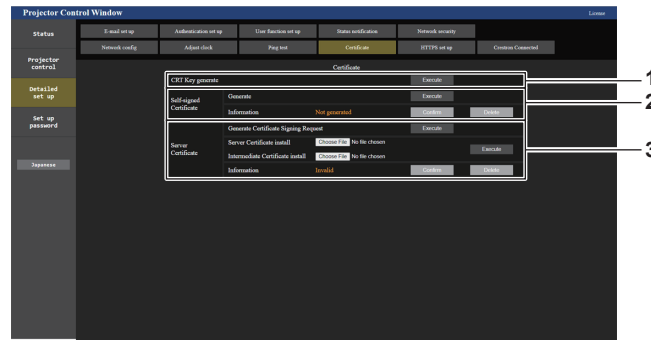 Projector Control Window
License
Status
Projector control
Detailed set up
Set up password
Japanese
E-mail set up
Authentication set up
User function set up
Status notification
Network security
Network config
Adjust clock
Ping test
Certificate
HTTPS set up
Crestron Connected
Certificate
CRT Key generate
Execute
1
Self-signed Certificate
Generate
Execute
2
Information
Not generated
Confirm
Delete
Server Certificate
Generate Certificate Signing Request
Execute
Server Certificate install
Choose File No file chosen
Intermediate Certificate install
Choose File No file chosen
Execute
3
Information
Invalid
Confirm
Delete